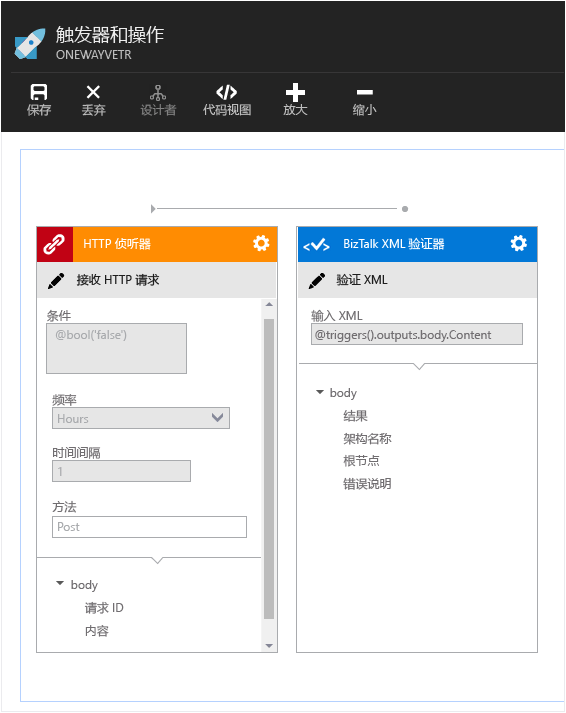 触发器和操作
ONEWAYVETR
保存
丢弃
设计者
代码视图
放大
缩小
HTTP 侦听器
接收 HTTP 请求
条件
@bool('false')
频率
Hours
时间间隔
1
方法
Post
body
请求 ID
内容
BizTalk XML 验证器
验证 XML
输入 XML
@triggers().outputs.body.Content
body
结果
架构名称
根节点
错误说明